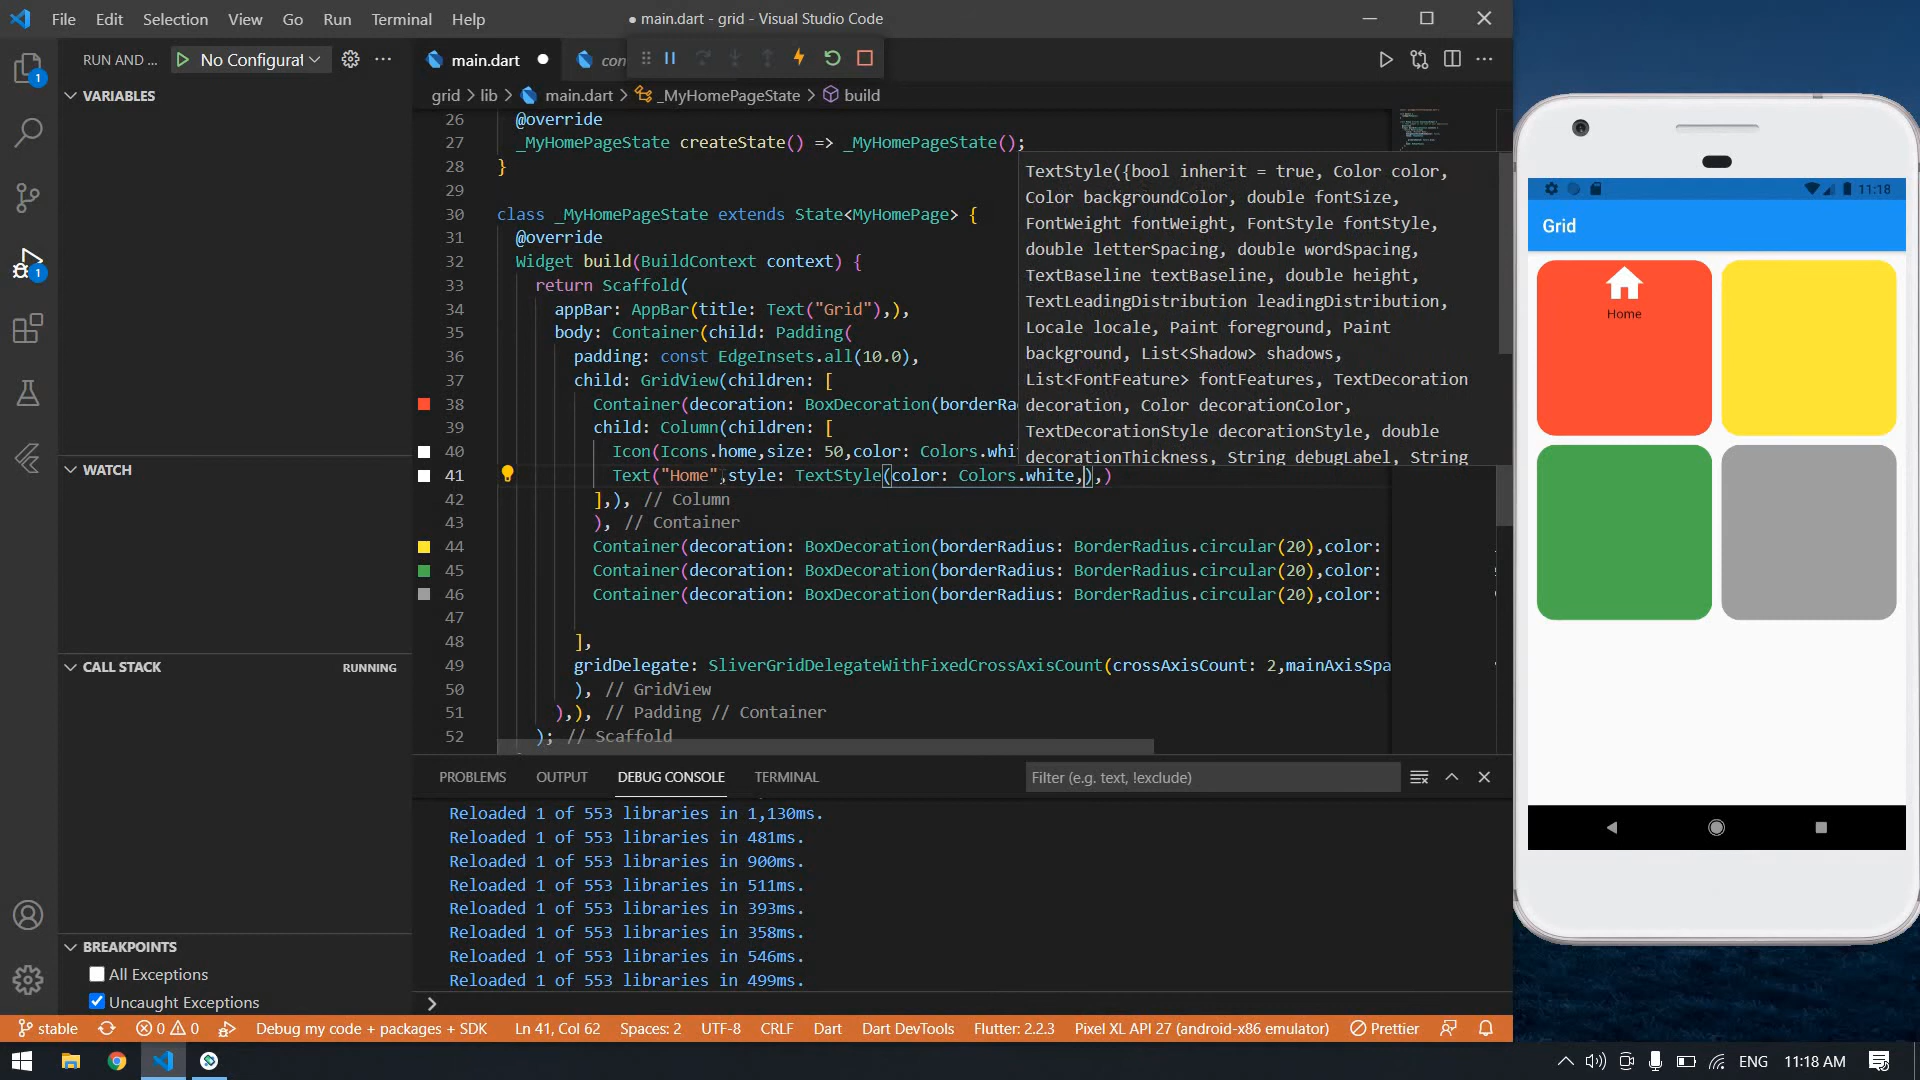 File Edit Selection View Go Run Terminal Help
● main.dart - grid - Visual Studio Code
RUN AND ... No Configurat
main.dart
con
grid > lib > main.dart > _MyHomePageState > build
VARIABLES
WATCH
CALL STACK RUNNING
BREAKPOINTS
All Exceptions
Uncaught Exceptions
1
1
26 @override
27 _MyHomePageState createState() => _MyHomePageState();
28 }
29
30 class _MyHomePageState extends State<MyHomePage> {
31 @override
32 Widget build(BuildContext context) {
33 return Scaffold(
34 appBar: AppBar(title: Text("Grid"),),
35 body: Container(child: Padding(
36 padding: const EdgeInsets.all(10.0),
37 child: GridView(children: [
38 Container(decoration: BoxDecoration(borderRa
39 child: Column(children: [
40 Icon(Icons.home,size: 50,color: Colors.whi
41 Text("Home",style: TextStyle(color: Colors.white,),)
42 ],), // Column
43 ), // Container
44 Container(decoration: BoxDecoration(borderRadius: BorderRadius.circular(20),color:
45 Container(decoration: BoxDecoration(borderRadius: BorderRadius.circular(20),color:
46 Container(decoration: BoxDecoration(borderRadius: BorderRadius.circular(20),color:
47
48 ],
49 gridDelegate: SliverGridDelegateWithFixedCrossAxisCount(crossAxisCount: 2,mainAxisSpa
50 ), // GridView
51 ),), // Padding // Container
52 ); // Scaffold
TextStyle({bool inherit = true, Color color,
Color backgroundColor, double fontSize,
FontWeight fontWeight, FontStyle fontStyle,
double letterSpacing, double wordSpacing,
TextBaseline textBaseline, double height,
TextLeadingDistribution leadingDistribution,
Locale locale, Paint foreground, Paint
background, List<Shadow> shadows,
List<FontFeature> fontFeatures, TextDecoration
decoration, Color decorationColor,
TextDecorationStyle decorationStyle, double
decorationThickness, String debugLabel, String
PROBLEMS OUTPUT DEBUG CONSOLE TERMINAL
Filter (e.g. text, !exclude)
Reloaded 1 of 553 libraries in 1,130ms.
Reloaded 1 of 553 libraries in 481ms.
Reloaded 1 of 553 libraries in 900ms.
Reloaded 1 of 553 libraries in 511ms.
Reloaded 1 of 553 libraries in 393ms.
Reloaded 1 of 553 libraries in 358ms.
Reloaded 1 of 553 libraries in 546ms.
Reloaded 1 of 553 libraries in 499ms.
>
11:18
Grid
Home
stable 0 0 Debug my code + packages + SDK Ln 41, Col 62 Spaces: 2 UTF-8 CRLF Dart Dart DevTools Flutter: 2.2.3 Pixel XL API 27 (android-x86 emulator) Prettier
ENG 11:18 AM